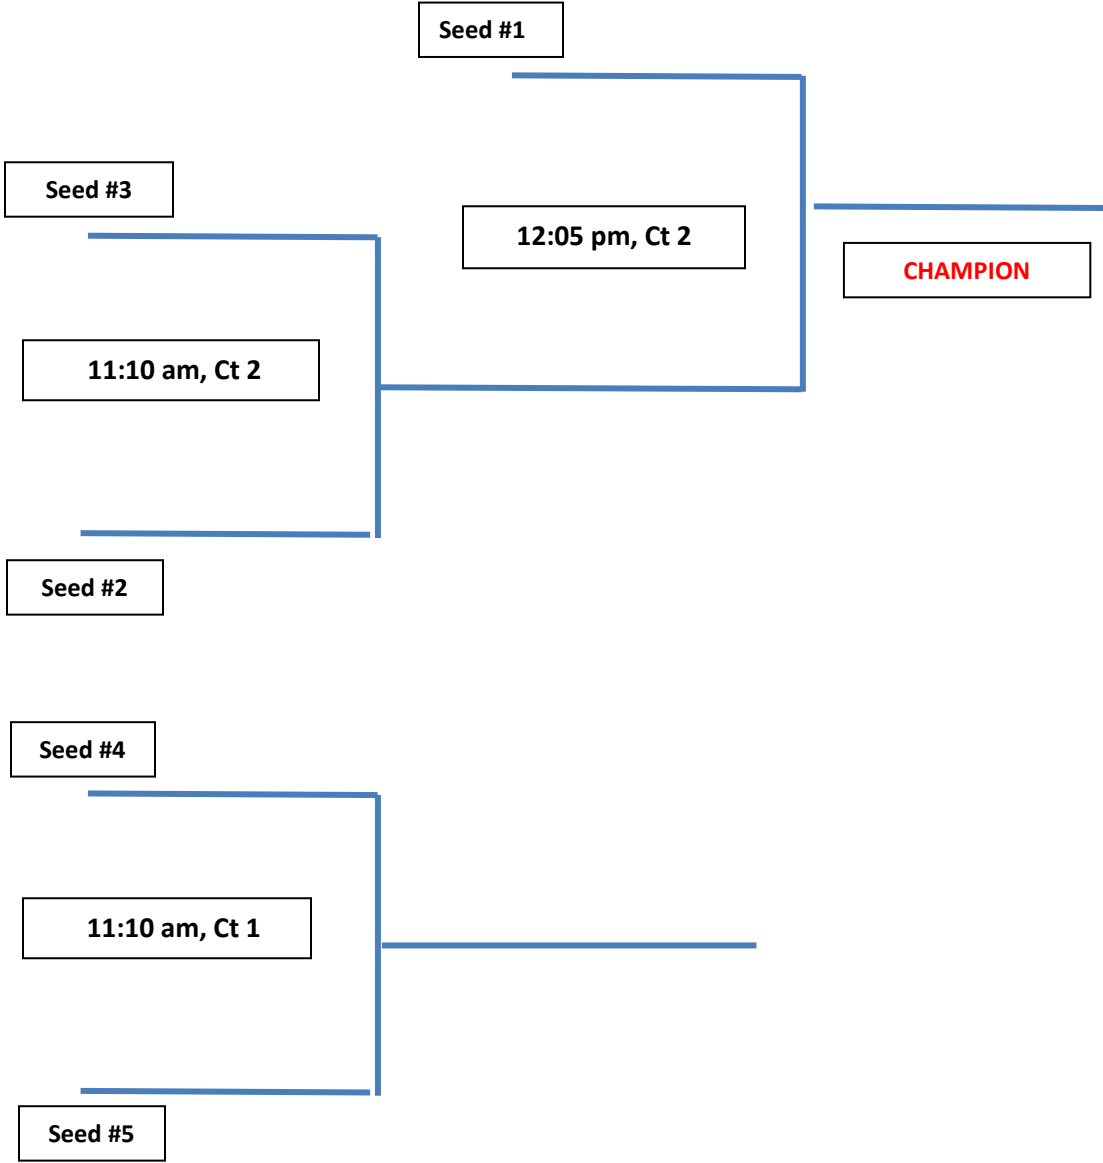 Seed #1
Seed #3
12:05 pm, Ct 2
CHAMPION
11:10 am, Ct 2
Seed #2
Seed #4
11:10 am, Ct 1
Seed #5